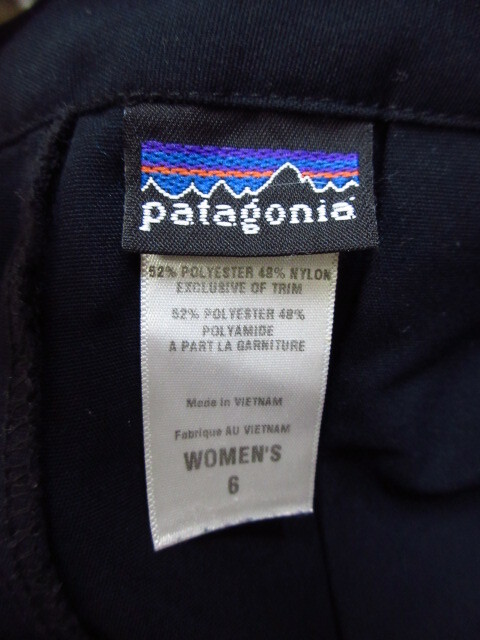 patagonia
52% POLYESTER 48% NYLON
EXCLUSIVE OF TRIM
52% POLYESTER 48%
POLYAMIDE
A PART LA GARNITURE
Made in VIETNAM
Fabrique AU VIETNAM
WOMEN'S
6